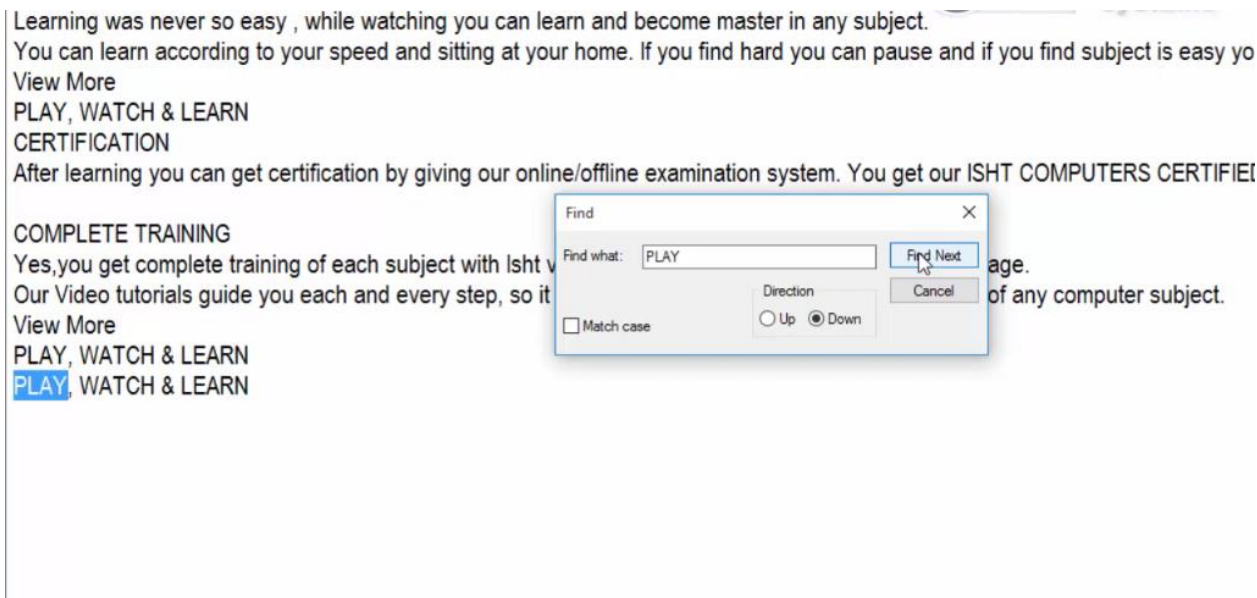 Learning was never so easy , while watching you can learn and become master in any subject.
You can learn according to your speed and sitting at your home. If you find hard you can pause and if you find subject is easy yo
View More
PLAY, WATCH & LEARN
CERTIFICATION
After learning you can get certification by giving our online/offline examination system. You get our ISHT COMPUTERS CERTIFIED
COMPLETE TRAINING
Yes,you get complete training of each subject with Isht v age.
Our Video tutorials guide you each and every step, so it of any computer subject.
View More
PLAY, WATCH & LEARN
PLAY, WATCH & LEARN
Find
Find what: PLAY Find Next
Direction Cancel
Match case Up Down